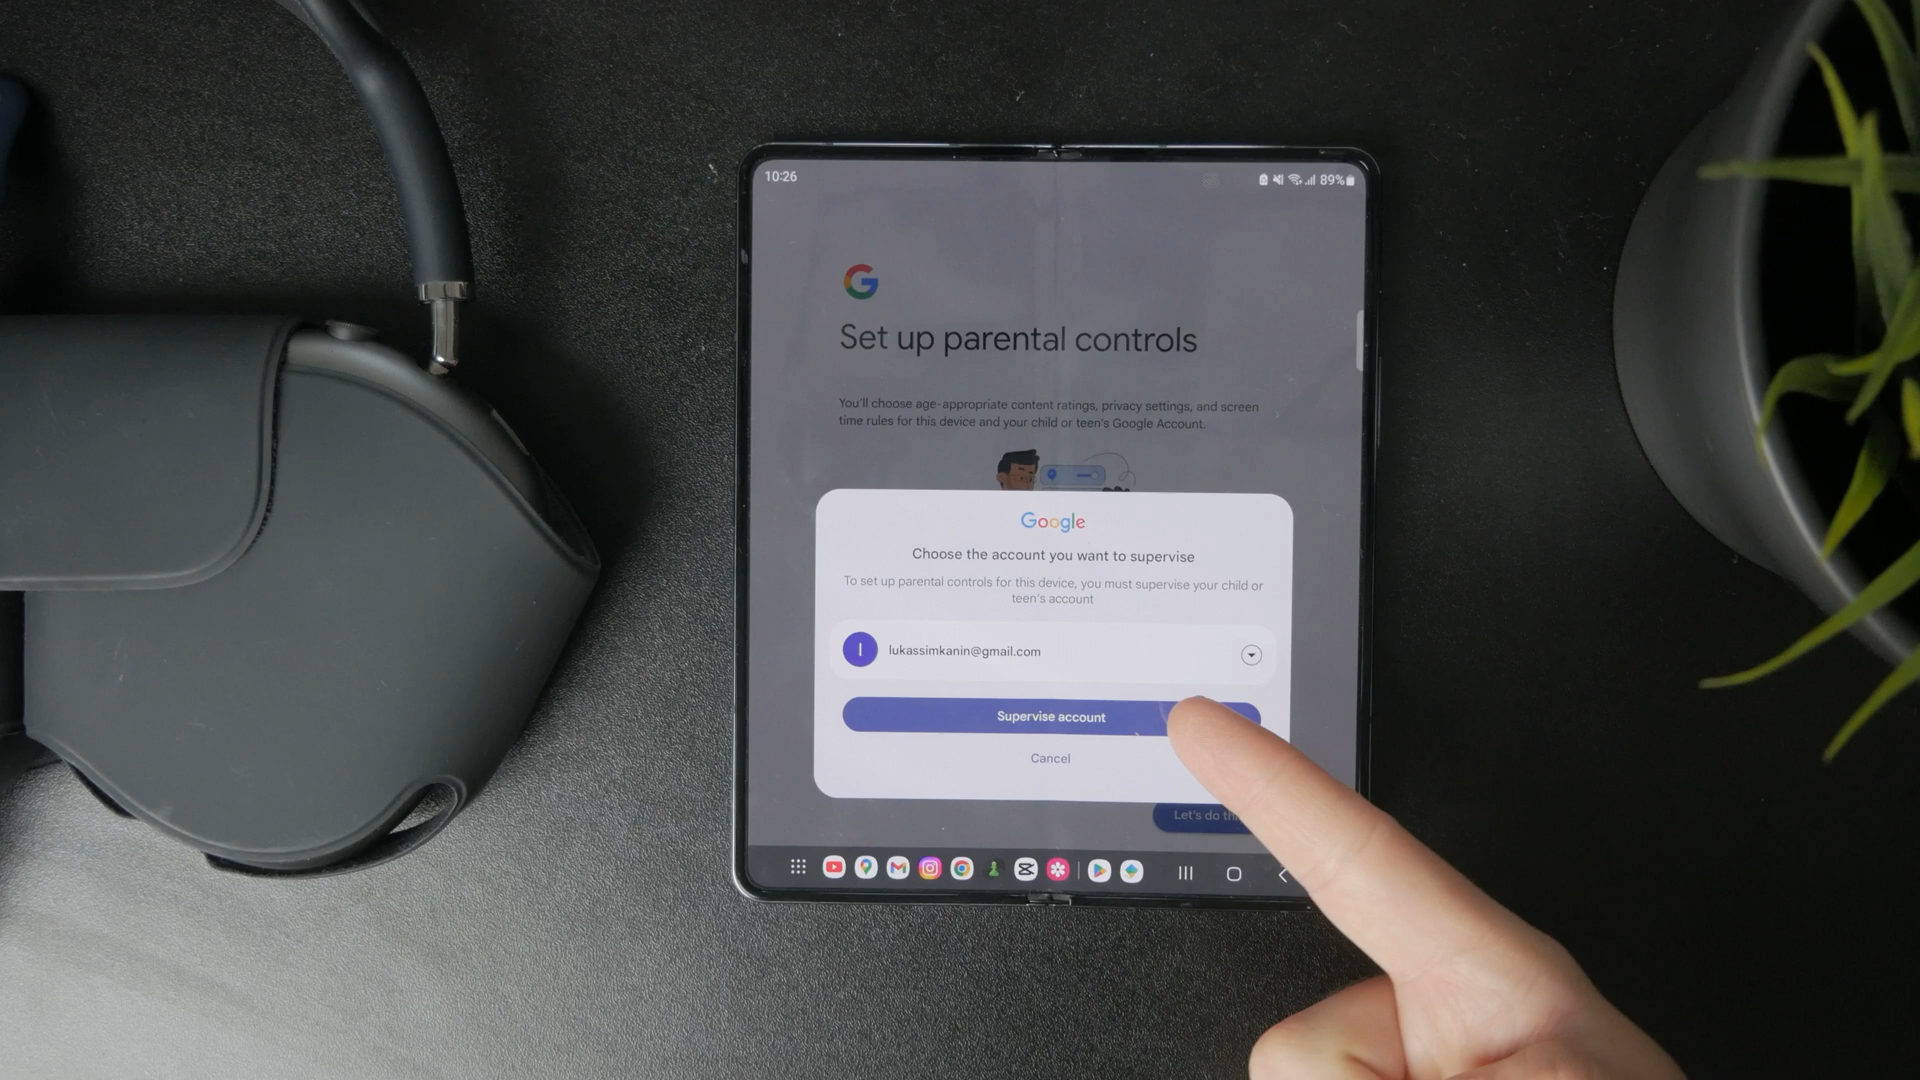 10:26
89%
G
Set up parental controls
You'll choose age-appropriate content ratings, privacy settings, and screen
time rules for this device and your child or teen's Google Account.
Google
Choose the account you want to supervise
To set up parental controls for this device, you must supervise your child or
teen's account
l
lukassimkanin@gmail.com
Supervise account
Cancel
Let's do